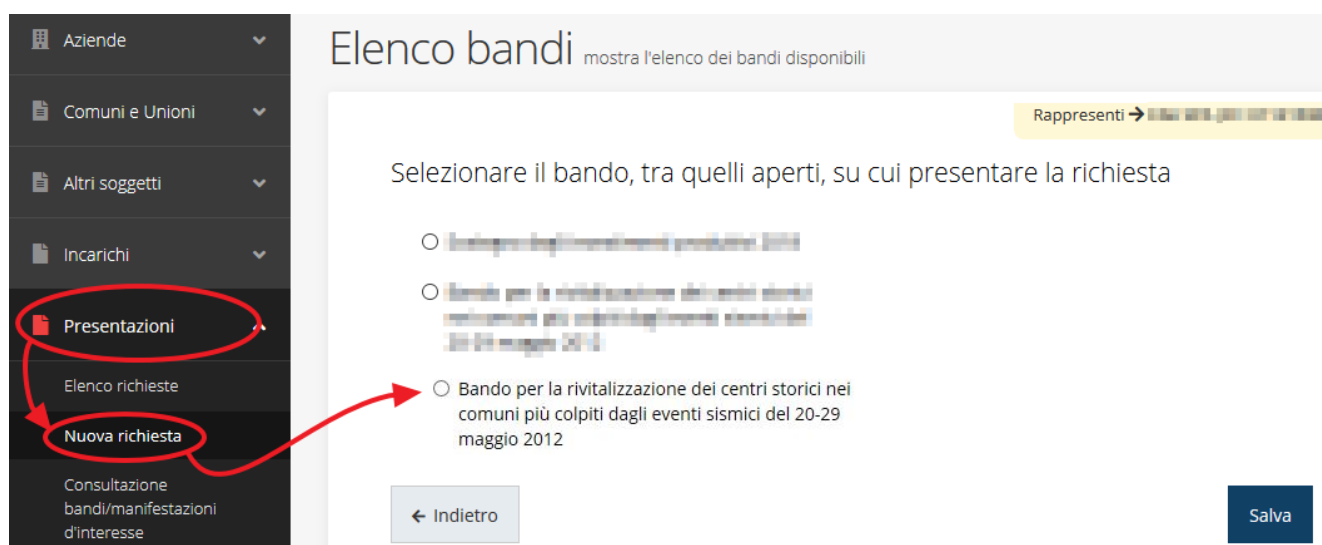 Aziende
Comuni e Unioni
Altri soggetti
Incarichi
Presentazioni
Elenco richieste
Nuova richiesta
Consultazione
bandi/manifestazioni
d'interesse
Elenco bandi mostra l'elenco dei bandi disponibili
Rappresenti
Selezionare il bando, tra quelli aperti, su cui presentare la richiesta
Bando per la rivitalizzazione dei centri storici nei
comuni più colpiti dagli eventi sismici del 20-29
maggio 2012
Indietro
Salva